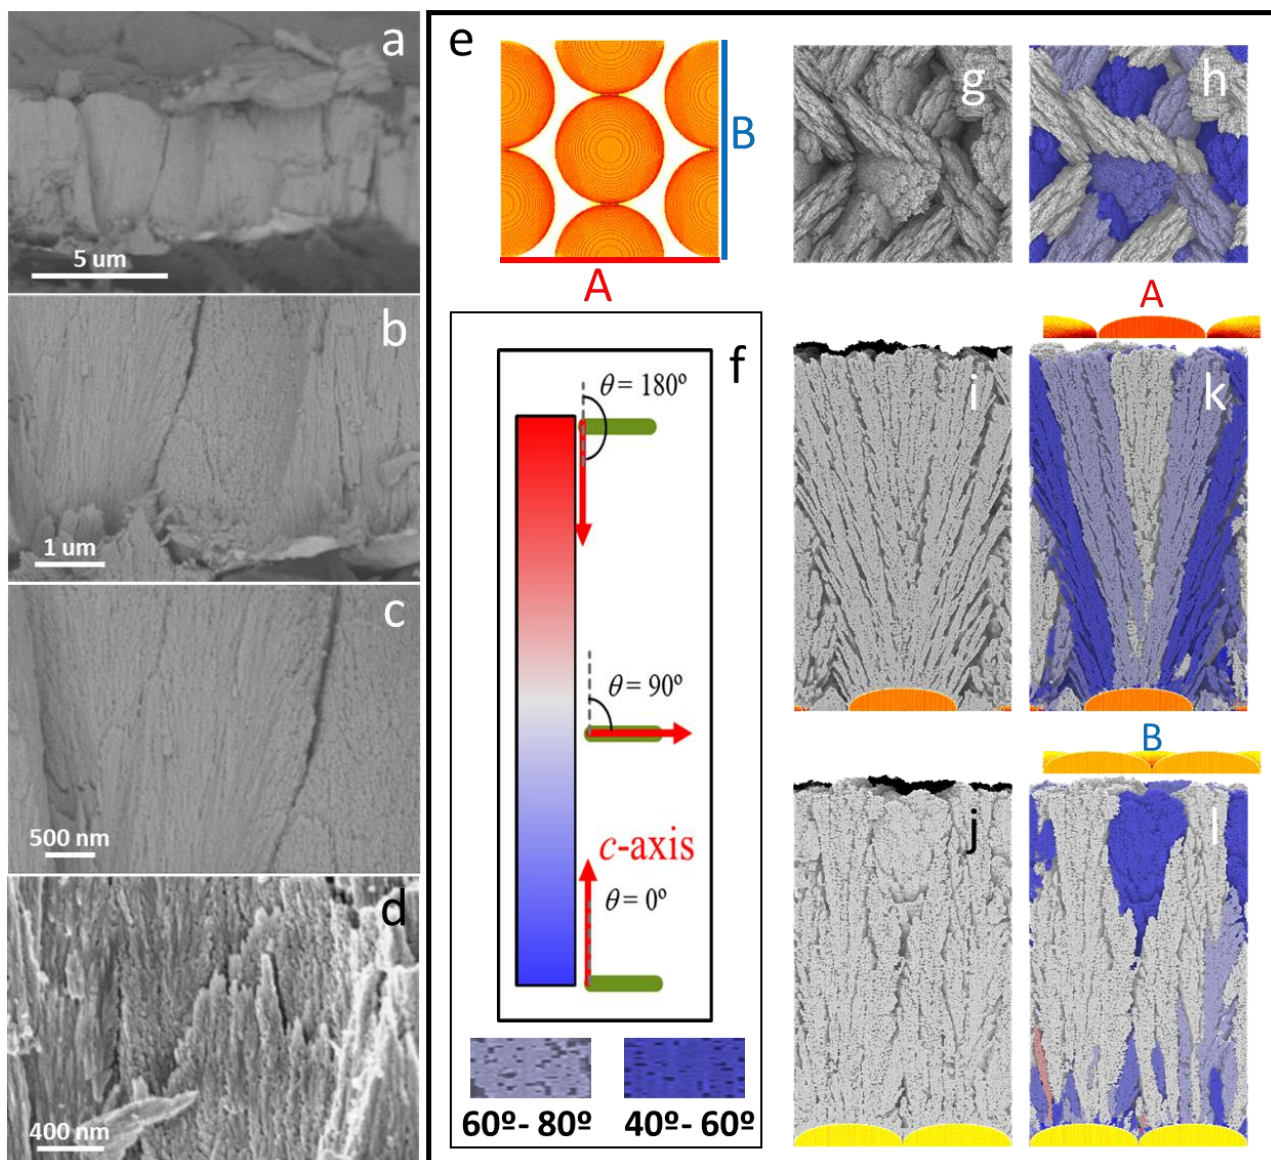 a
5 um
b
1 um
c
500 nm
d
400 nm
e
B
A
f
θ = 180º
θ = 90º
c-axis
θ = 0º
60º- 80º
40º- 60º
g
h
A
i
k
B
j
l